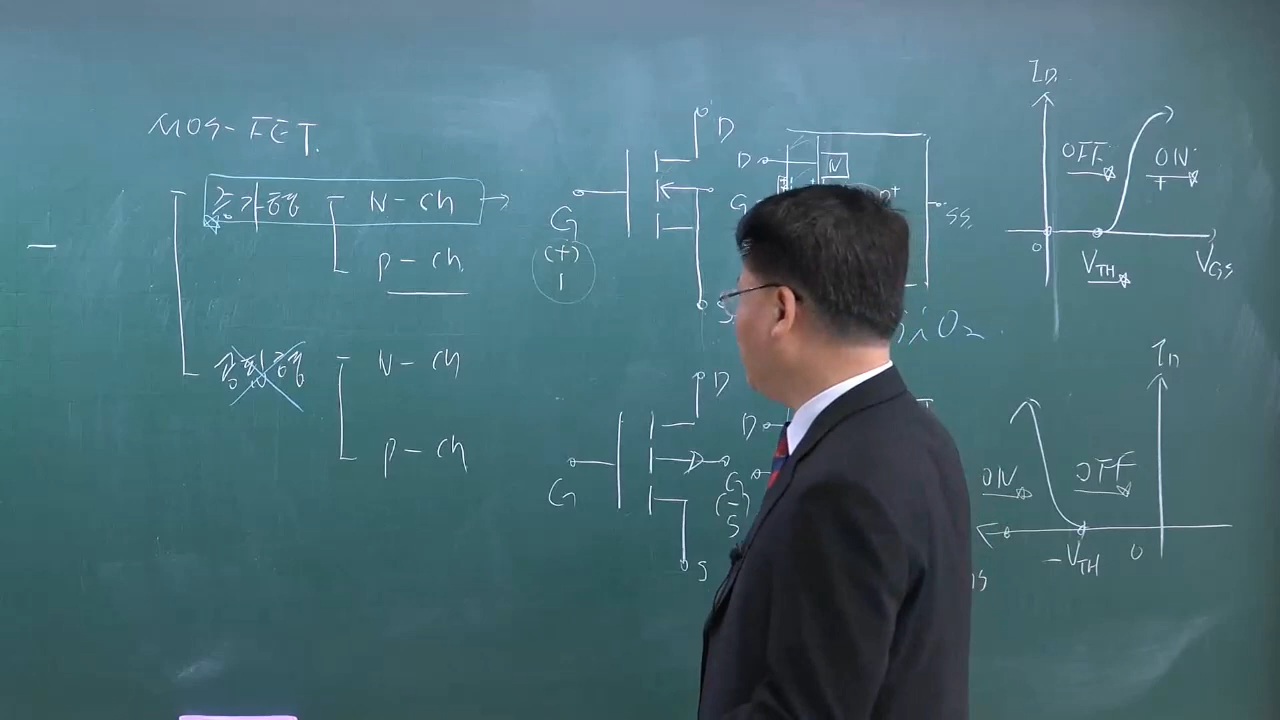 MOS-FET.
증가형 N-ch
P-ch
공핍형 N-ch
P-ch
D
G
(+)
1
S
D
N
G
SS.
SiO2
D
G
S
D
G
(-)
S
ID.
OFF. ON.
+
0
VTH
VGS
ID
ON OFF
-VTH
0